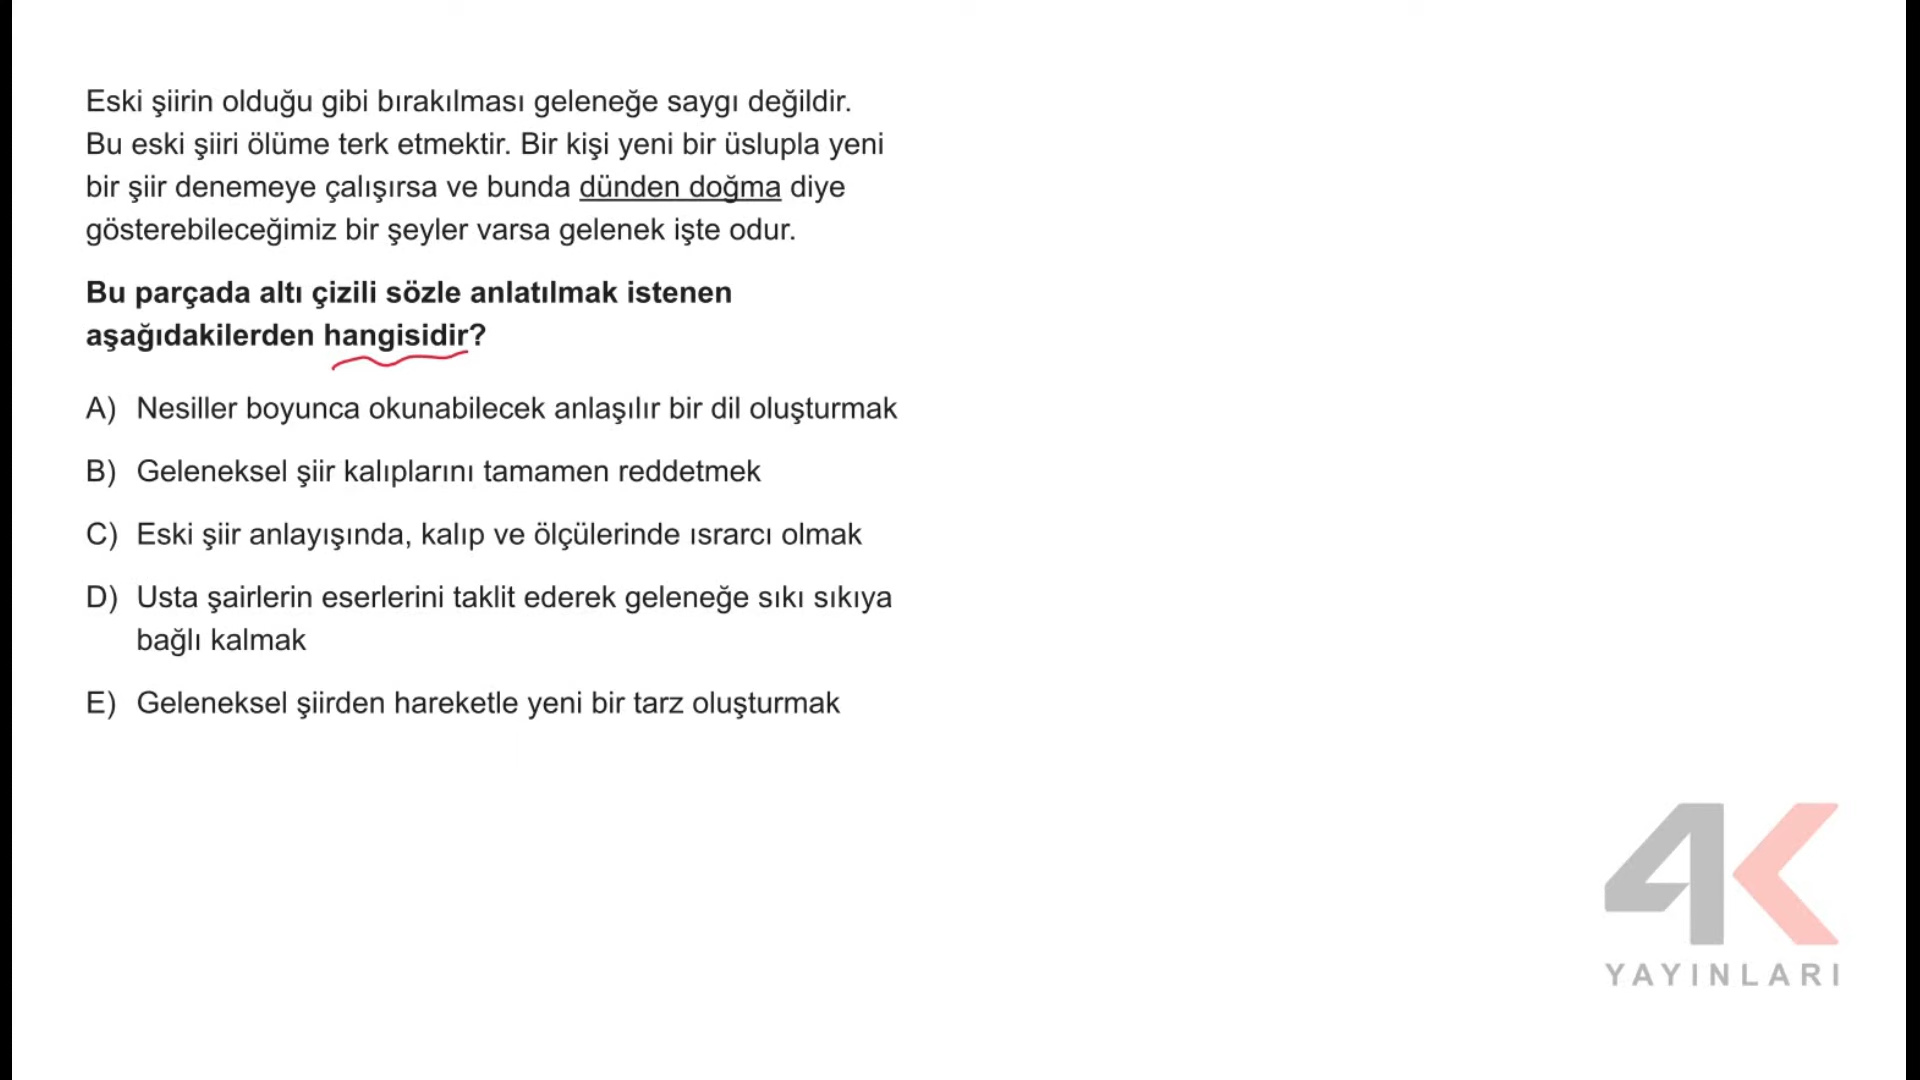 Eski şiirin olduğu gibi bırakılması geleneğe saygı değildir.
Bu eski şiiri ölüme terk etmektir. Bir kişi yeni bir üslupla yeni
bir şiir denemeye çalışırsa ve bunda dünden doğma diye
gösterebileceğimiz bir şeyler varsa gelenek işte odur.
Bu parçada altı çizili sözle anlatılmak istenen
aşağıdakilerden hangisidir?
A) Nesiller boyunca okunabilecek anlaşılır bir dil oluşturmak
B) Geleneksel şiir kalıplarını tamamen reddetmek
C) Eski şiir anlayışında, kalıp ve ölçülerinde ısrarcı olmak
D) Usta şairlerin eserlerini taklit ederek geleneğe sıkı sıkıya
bağlı kalmak
E) Geleneksel şiirden hareketle yeni bir tarz oluşturmak
4K
YAYINLARI